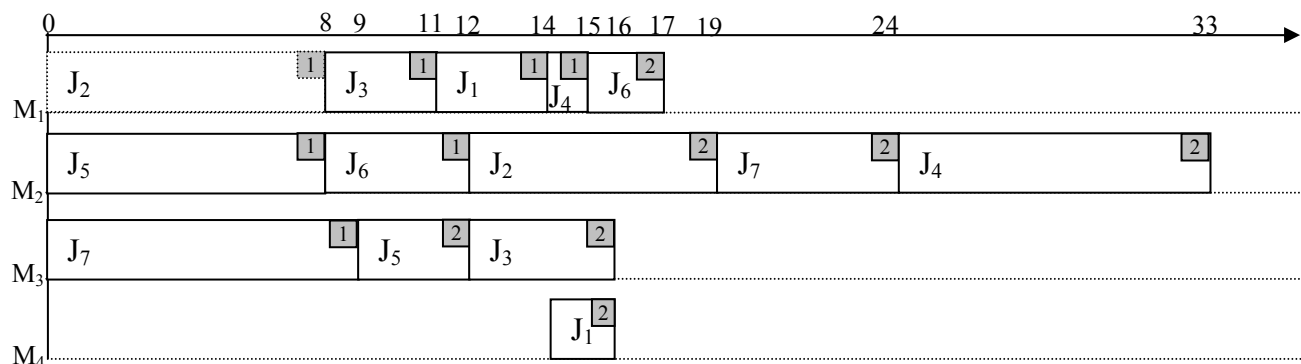 0 8 9 11 12 14 15 16 17 19 24 33
J₂ 1 J₃ 1 J₁ 1 J₄ 1 J₆ 2
M₁
J₅ 1 J₆ 1 J₂ 2 J₇ 2 J₄ 2
M₂
J₇ 1 J₅ 2 J₃ 2
M₃
J₁ 2
M₄